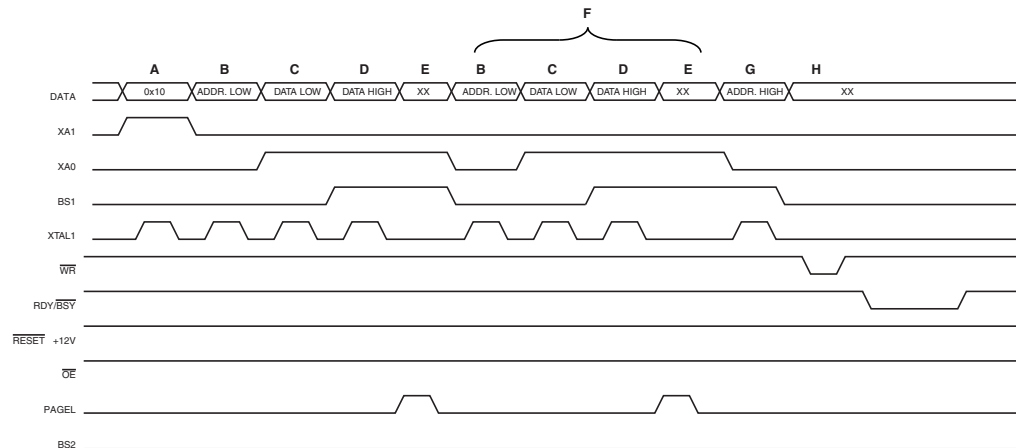 F
A B C D E B C D E G H
DATA 0x10 ADDR. LOW DATA LOW DATA HIGH XX ADDR. LOW DATA LOW DATA HIGH XX ADDR. HIGH XX
XA1
XA0
BS1
XTAL1
WR
RDY/BSY
RESET +12V
OE
PAGEL
BS2